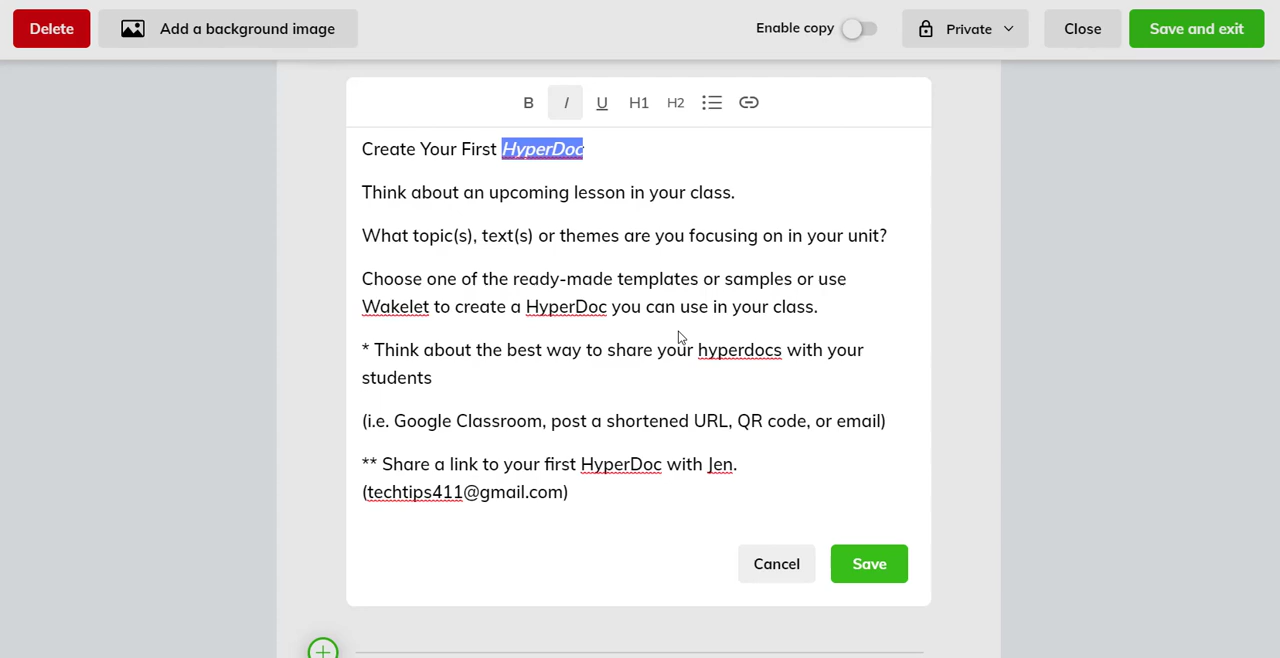 Delete Add a background image Enable copy Private Close Save and exit
B I U H1 H2
Create Your First HyperDoc
Think about an upcoming lesson in your class.
What topic(s), text(s) or themes are you focusing on in your unit?
Choose one of the ready-made templates or samples or use
Wakelet to create a HyperDoc you can use in your class.
* Think about the best way to share your hyperdocs with your
students
(i.e. Google Classroom, post a shortened URL, QR code, or email)
** Share a link to your first HyperDoc with Jen.
(techtips411@gmail.com)
Cancel Save